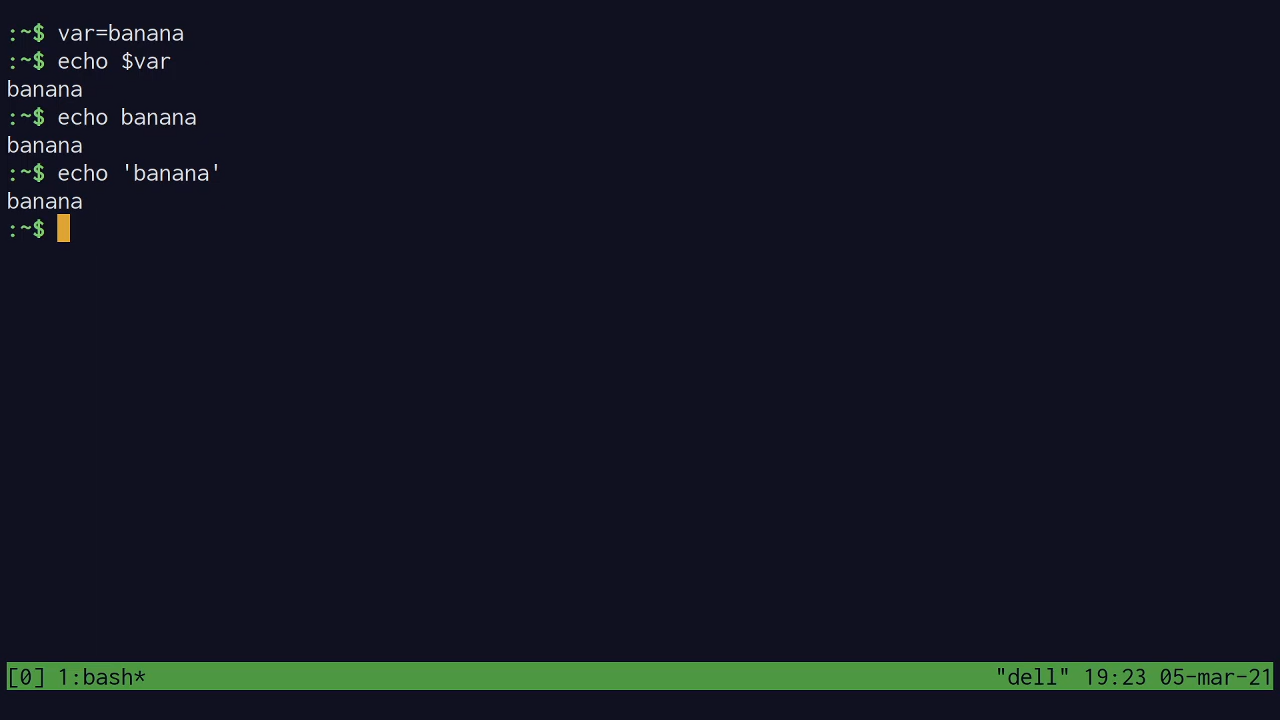 :~$ var=banana
:~$ echo $var
banana
:~$ echo banana
banana
:~$ echo 'banana'
banana
:~$
[0] 1:bash* "dell" 19:23 05-mar-21